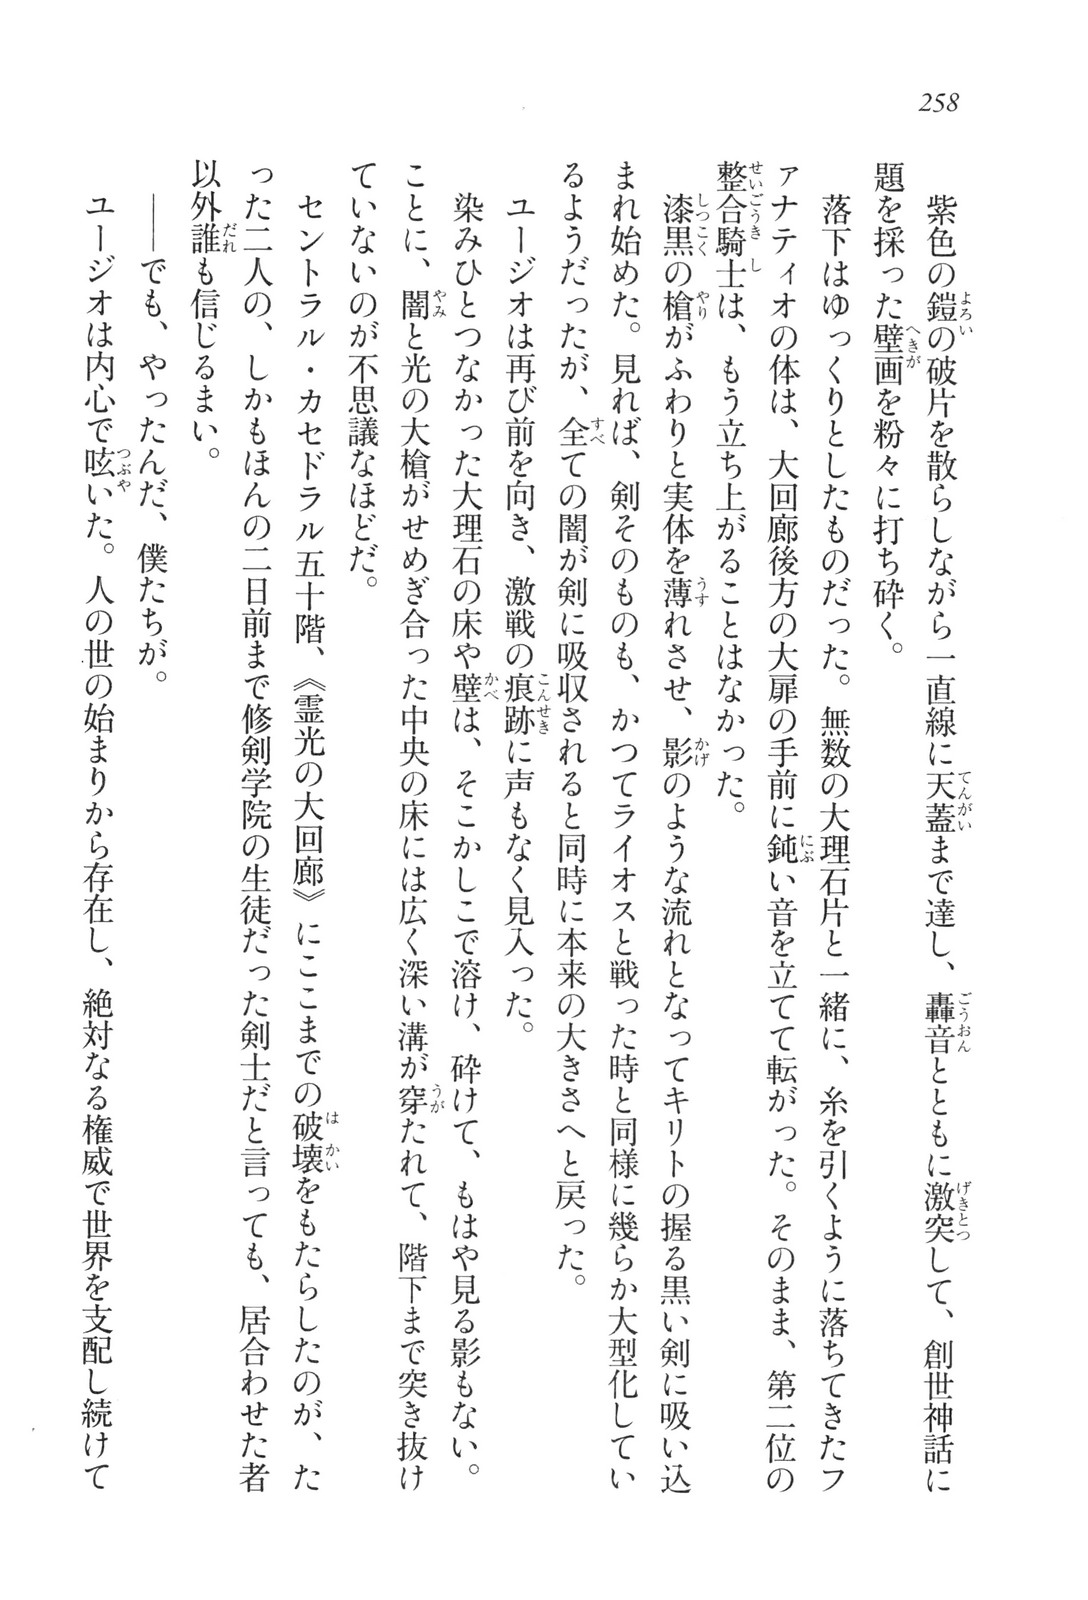 258
紫色の鎧の破片を散らしながら一直線に天蓋まで達し、轟音とともに激突して、創世神話に
題を採った壁画を粉々に打ち砕く。
落下はゆっくりとしたものだった。無数の大理石片と一緒に、糸を引くように落ちてきたフ
ァナティオの体は、大回廊後方の大扉の手前に鈍い音を立てて転がった。そのまま、第二位の
整合騎士は、もう立ち上がることはなかった。
漆黒の槍がふわりと実体を薄れさせ、影のような流れとなってキリトの握る黒い剣に吸い込
まれ始めた。見れば、剣そのものも、かつてライオスと戦った時と同様に幾らか大型化してい
るようだったが、全ての闇が剣に吸収されると同時に本来の大きさへと戻った。
ユージオは再び前を向き、激戦の痕跡に声もなく見入った。
染みひとつなかった大理石の床や壁は、そこかしこで溶け、砕けて、もはや見る影もない。
ことに、闇と光の大槍がせめぎ合った中央の床には広く深い溝が穿たれて、階下まで突き抜け
ていないのが不思議なほどだ。
セントラル・カセドラル五十階、《霊光の大回廊》にここまでの破壊をもたらしたのが、た
った二人の、しかもほんの二日前まで修剣学院の生徒だった剣士だと言っても、居合わせた者
以外誰も信じるまい。
――でも、やったんだ、僕たちが。
ユージオは内心で呟いた。人の世の始まりから存在し、絶対なる権威で世界を支配し続けて